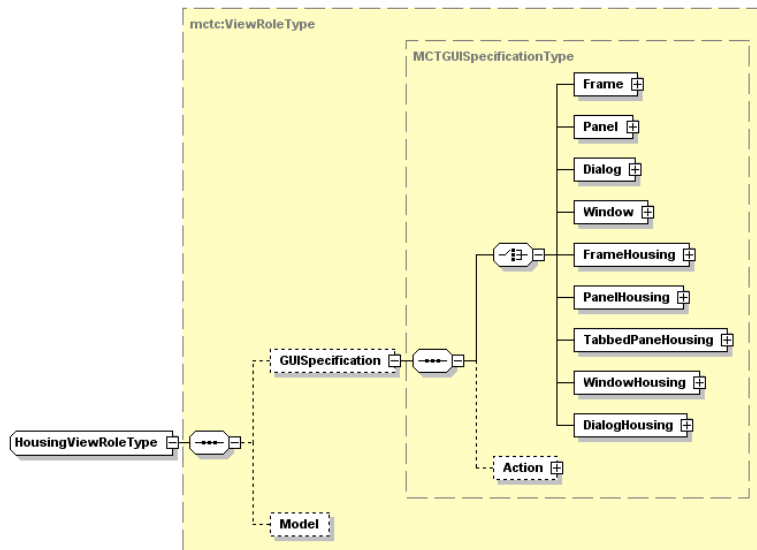 mctc:ViewRoleType
MCTGUISpecificationType
Frame
Panel
Dialog
Window
FrameHousing
PanelHousing
GUISpecification
TabbedPaneHousing
WindowHousing
DialogHousing
HousingViewRoleType
Action
Model